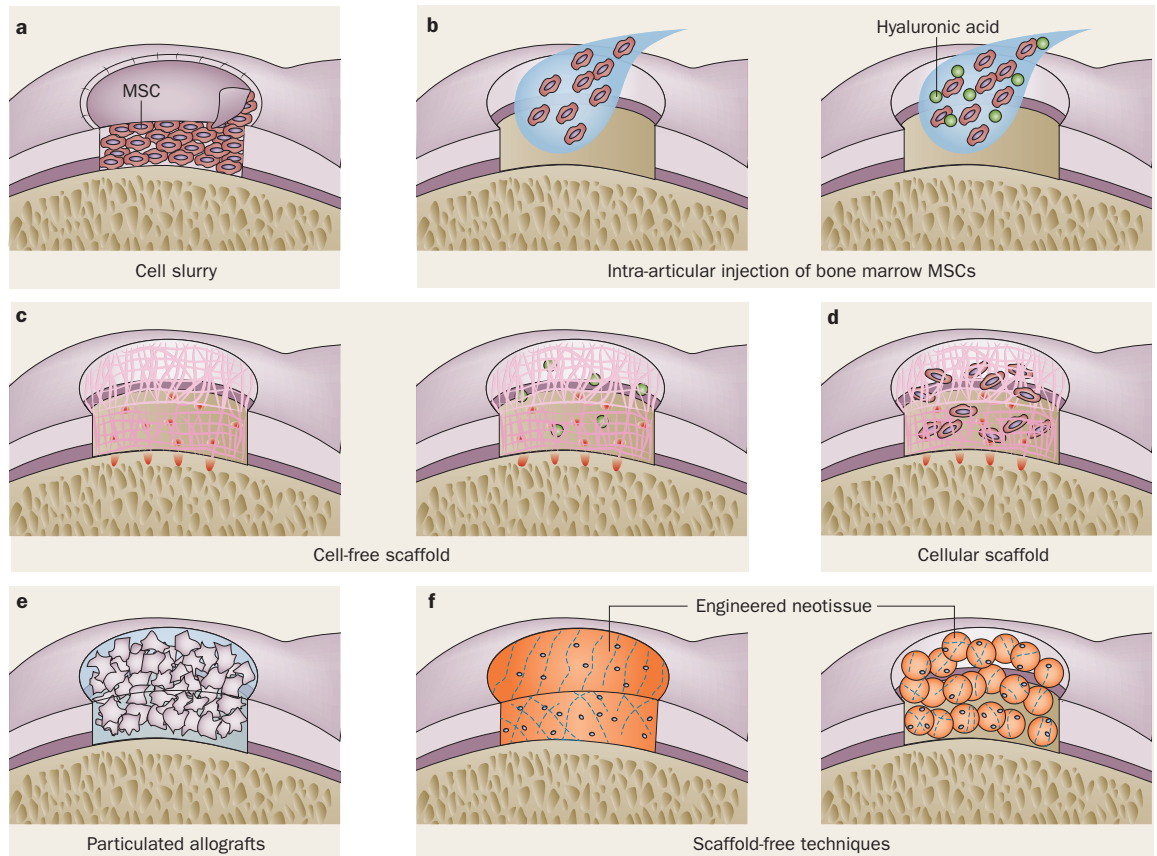 a
MSC
Cell slurry
b
Hyaluronic acid
Intra-articular injection of bone marrow MSCs
c
Cell-free scaffold
d
Cellular scaffold
e
Particulated allografts
f
Engineered neotissue
Scaffold-free techniques